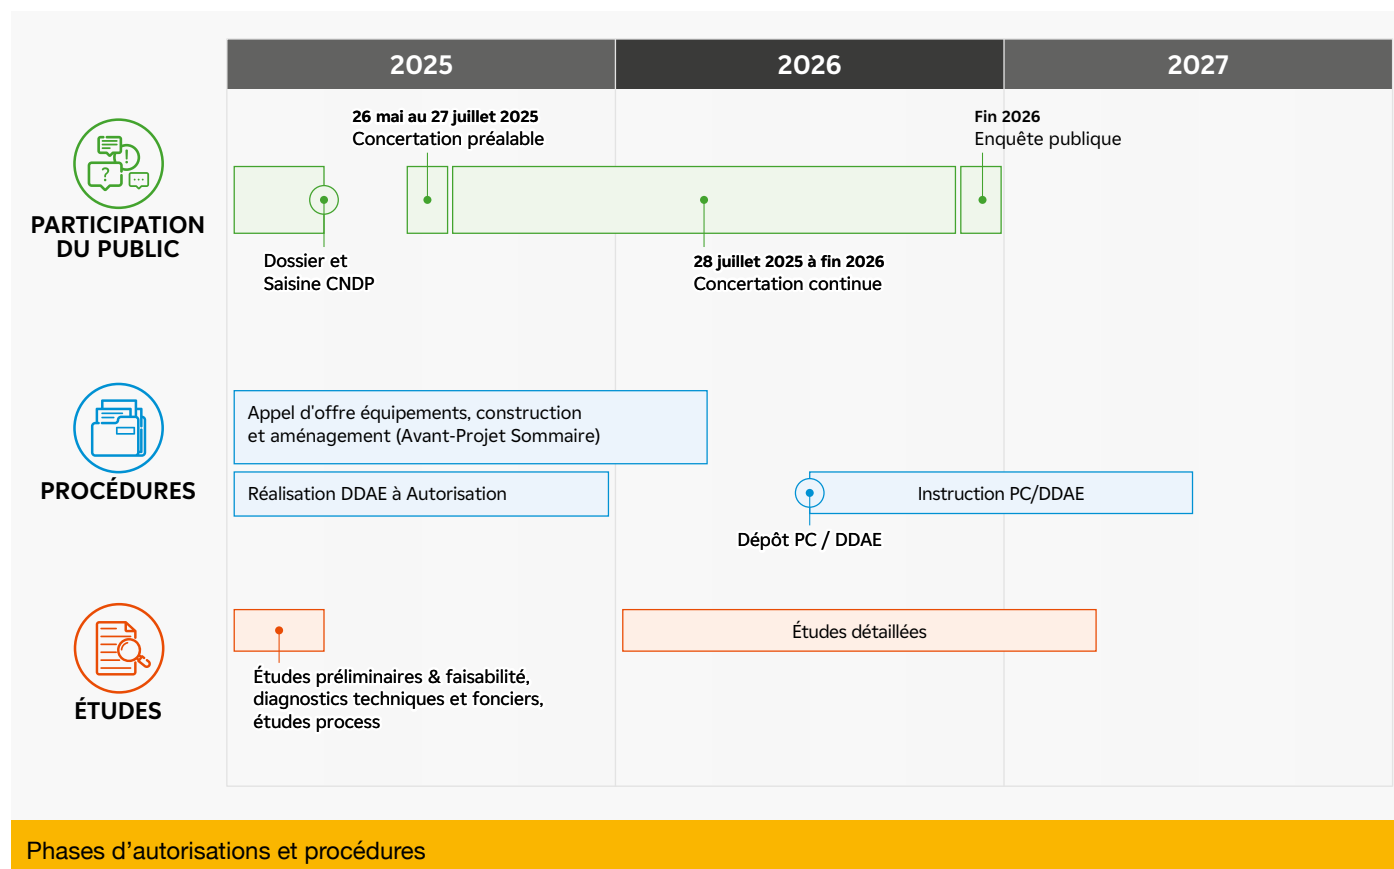 2025
2026
2027
PARTICIPATION
DU PUBLIC
26 mai au 27 juillet 2025
Concertation préalable
Fin 2026
Enquête publique
!
?
...
Dossier et
Saisine CNDP
28 juillet 2025 à fin 2026
Concertation continue
PROCÉDURES
Appel d'offre équipements, construction
et aménagement (Avant-Projet Sommaire)
Réalisation DDAE à Autorisation
Instruction PC/DDAE
Dépôt PC / DDAE
ÉTUDES
Études détaillées
Études préliminaires & faisabilité,
diagnostics techniques et fonciers,
études process
Phases d’autorisations et procédures